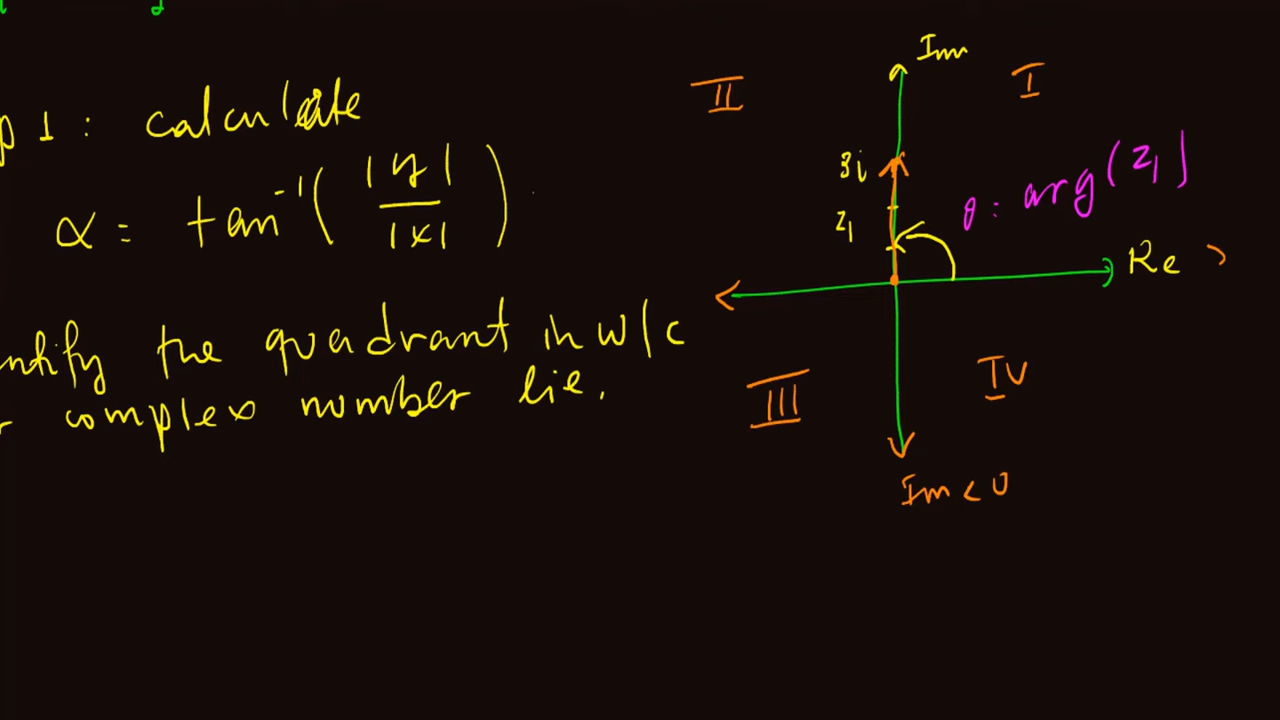 p 1: calculate
α = tan⁻¹( |y| / |x| )
ntify the quadrant in w/c
complex number lie.
Im
II
I
3i
z₁
θ: arg(z₁)
Re >
III
IV
Im < 0